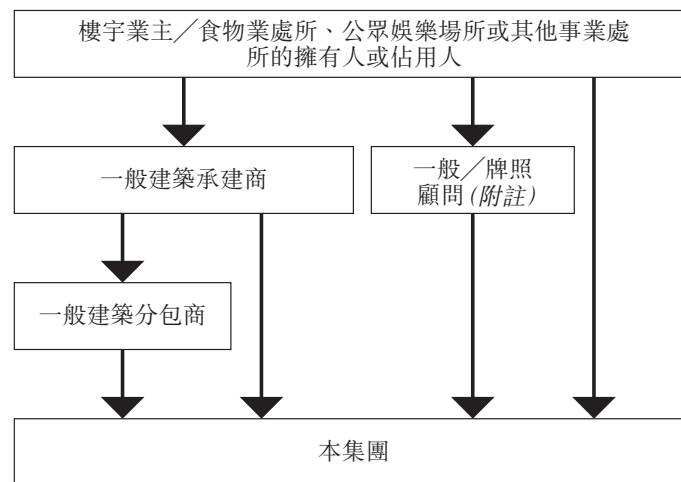 樓宇業主／食物業處所、公眾娛樂場所或其他事業處
所的擁有人或佔用人
一般建築承建商
一般／牌照
顧問(附註)
一般建築分包商
本集團